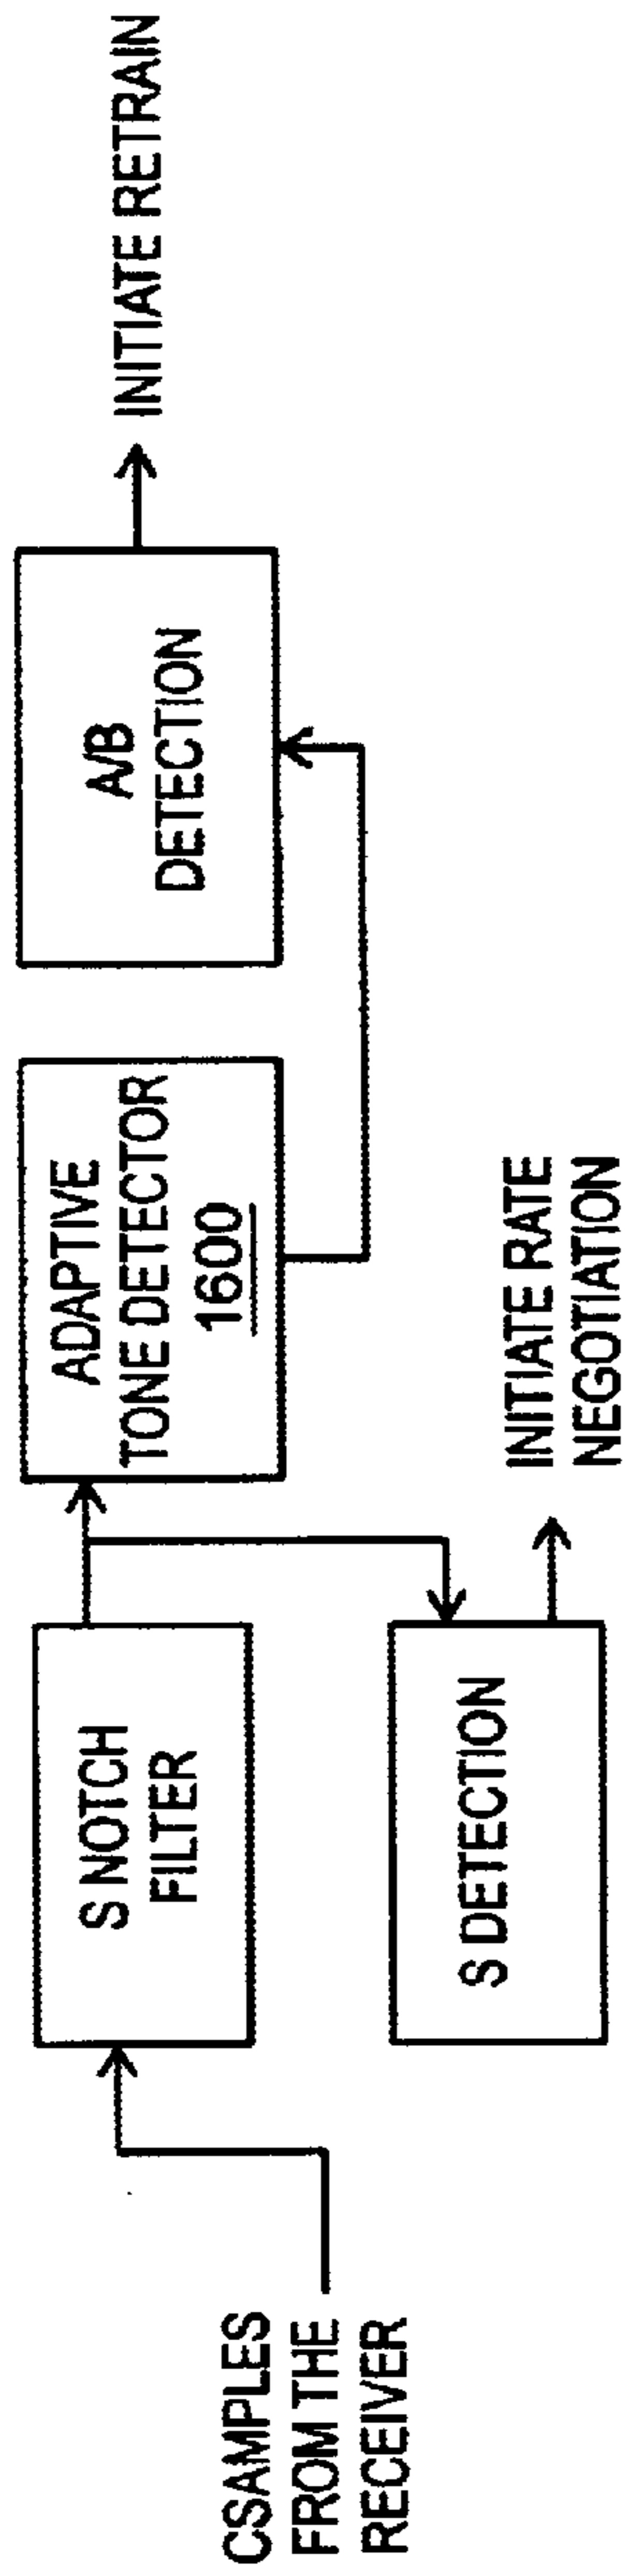 CSAMPLES
FROM THE
RECEIVER
S NOTCH
FILTER
S DETECTION
INITIATE RATE
NEGOTIATION
ADAPTIVE
TONE DETECTOR
1600
A/B
DETECTION
INITIATE RETRAIN